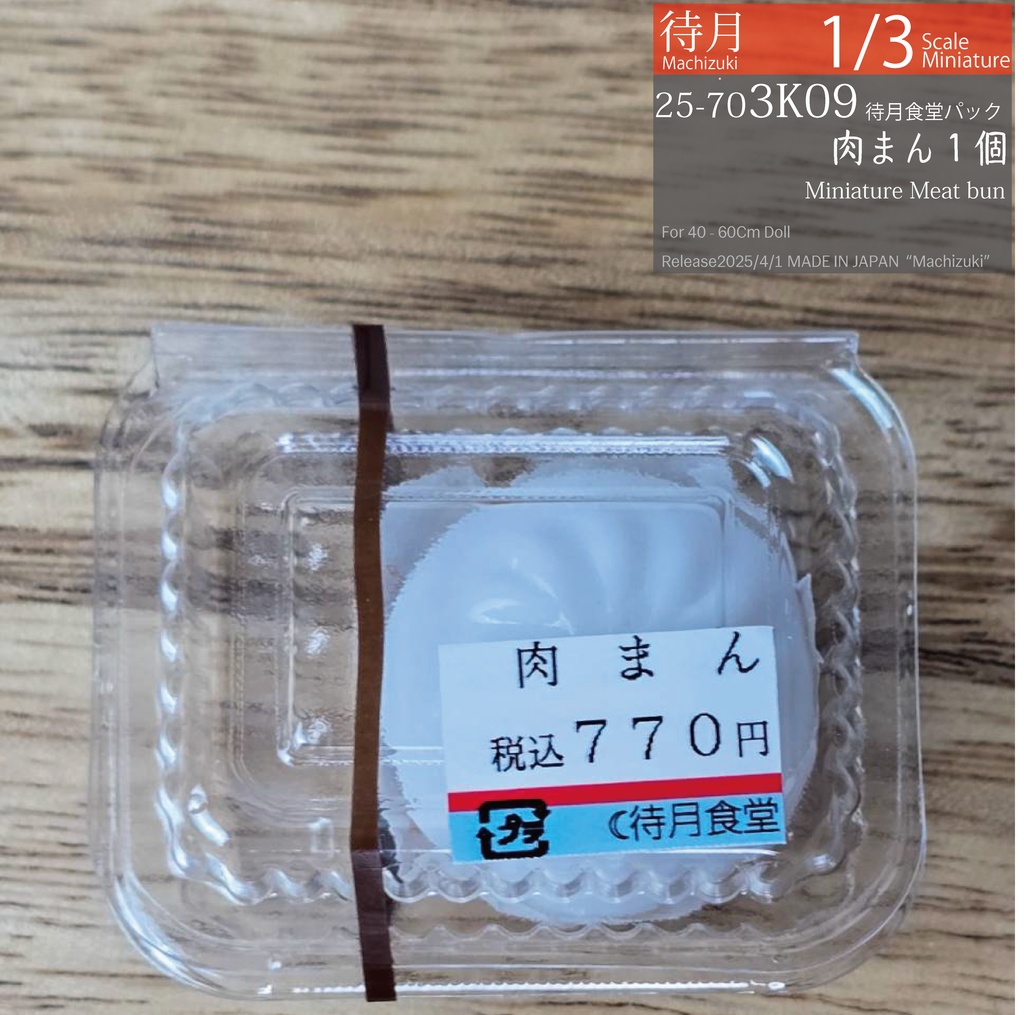 待月
Machizuki
1/3 Scale Miniature
25-703K09 待月食堂パック
肉まん1個
Miniature Meat bun
For 40 - 60Cm Doll
Release2025/4/1 MADE IN JAPAN “Machizuki”
肉まん
税込770円
プラ
待月食堂